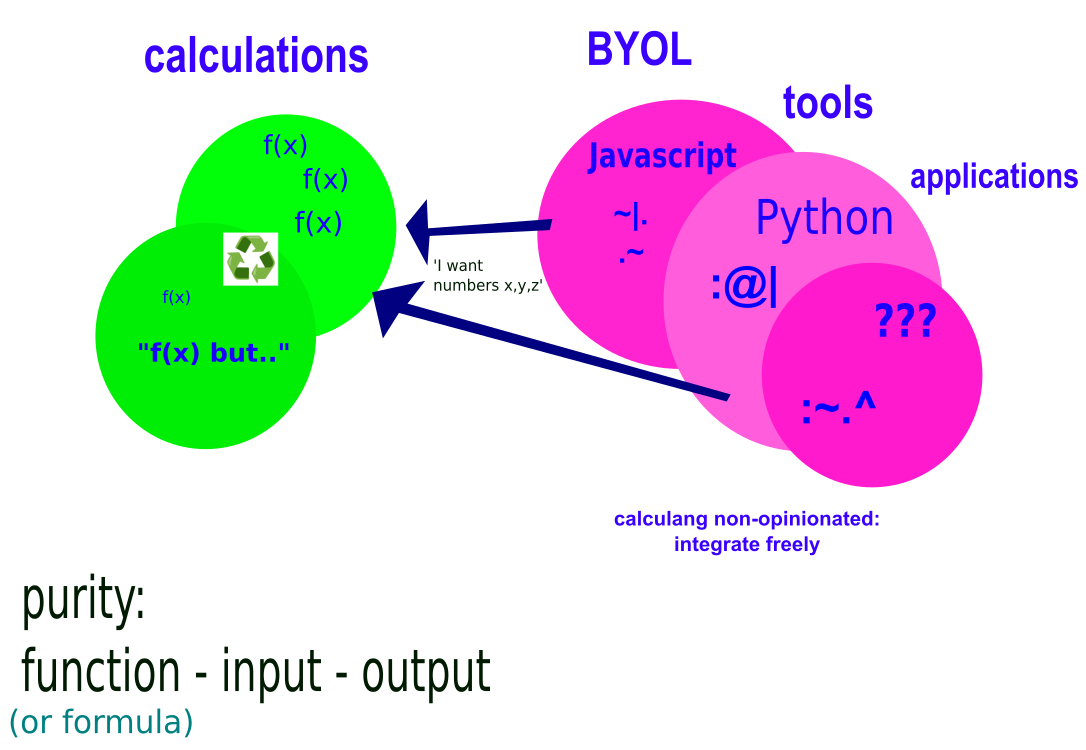 calculations
BYOL
tools
applications
f(x)
f(x)
f(x)
f(x)
"f(x) but.."
'I want
numbers x,y,z'
Javascript
~|.
.~
Python
:@|
???
:~.^
calculang non-opinionated:
integrate freely
purity:
function - input - output
(or formula)